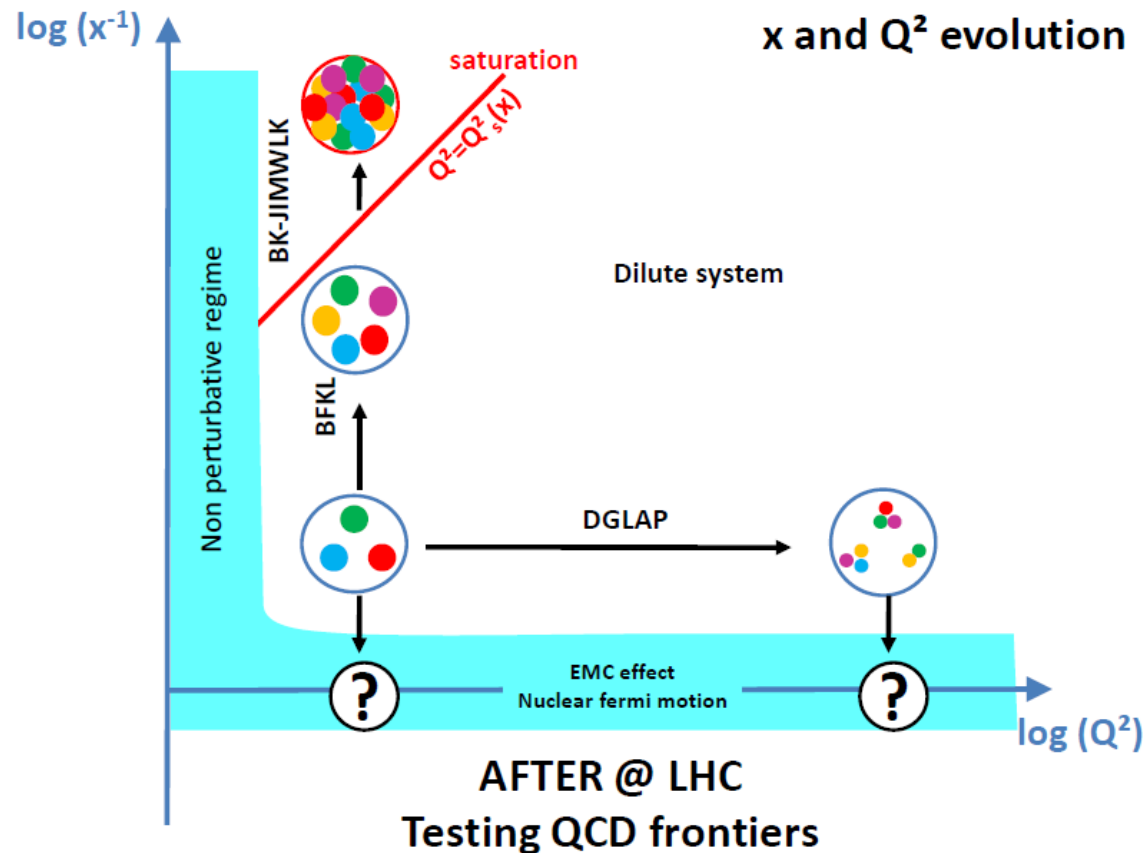 log (x⁻¹)
x and Q² evolution
saturation
Q²=Q²ₛ(x)
BK-JIMWLK
Non perturbative regime
Dilute system
BFKL
DGLAP
EMC effect
Nuclear fermi motion
?
?
log (Q²)
AFTER @ LHC
Testing QCD frontiers